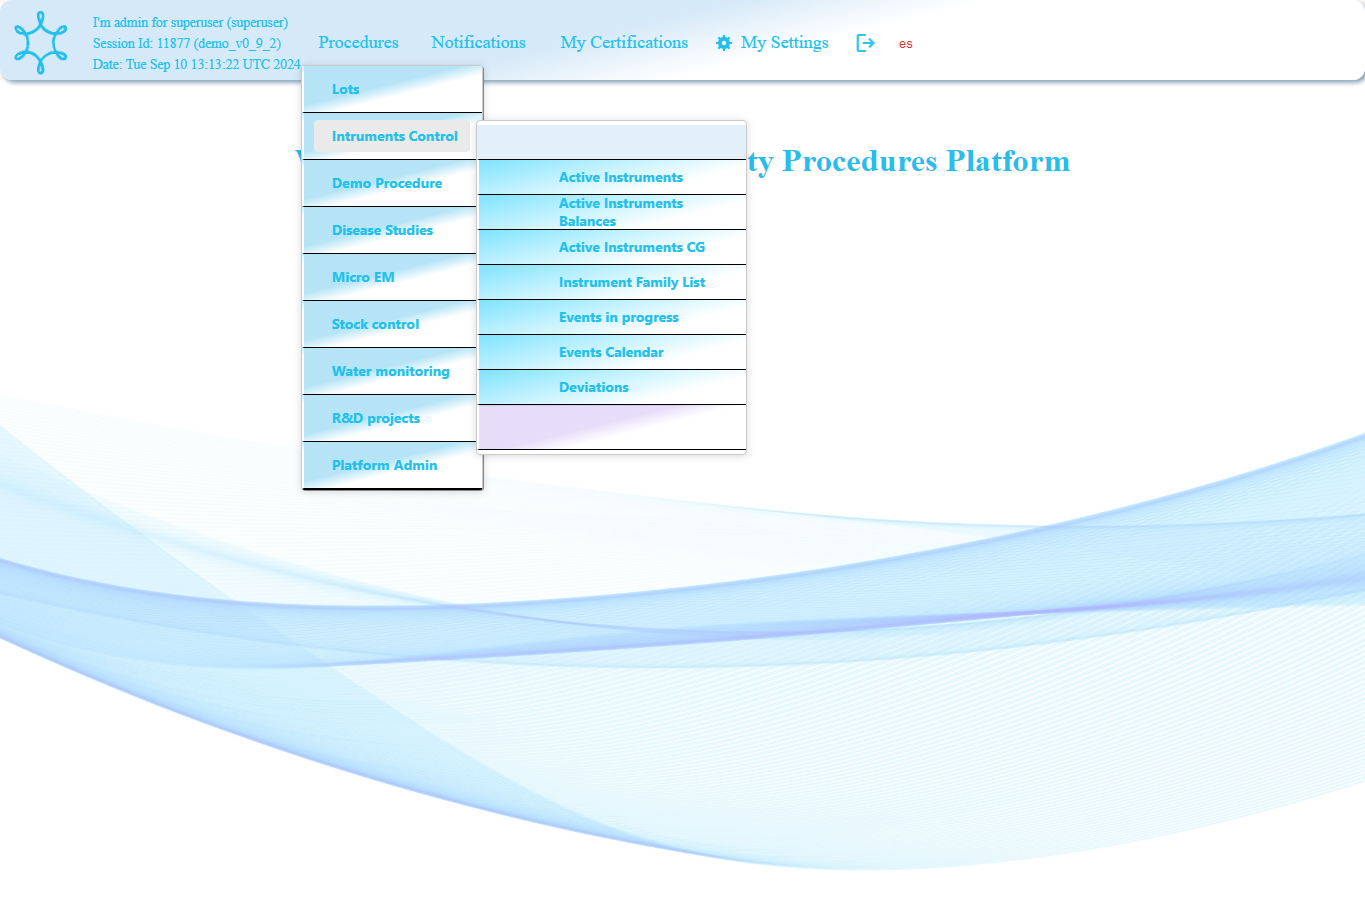 I'm admin for superuser (superuser)
Session Id: 11877 (demo_v0_9_2)
Date: Tue Sep 10 13:13:22 UTC 2024
Procedures
Notifications
My Certifications
My Settings
es
ty Procedures Platform
Lots
Intruments Control
Demo Procedure
Disease Studies
Micro EM
Stock control
Water monitoring
R&D projects
Platform Admin
Active Instruments
Active Instruments
Balances
Active Instruments CG
Instrument Family List
Events in progress
Events Calendar
Deviations